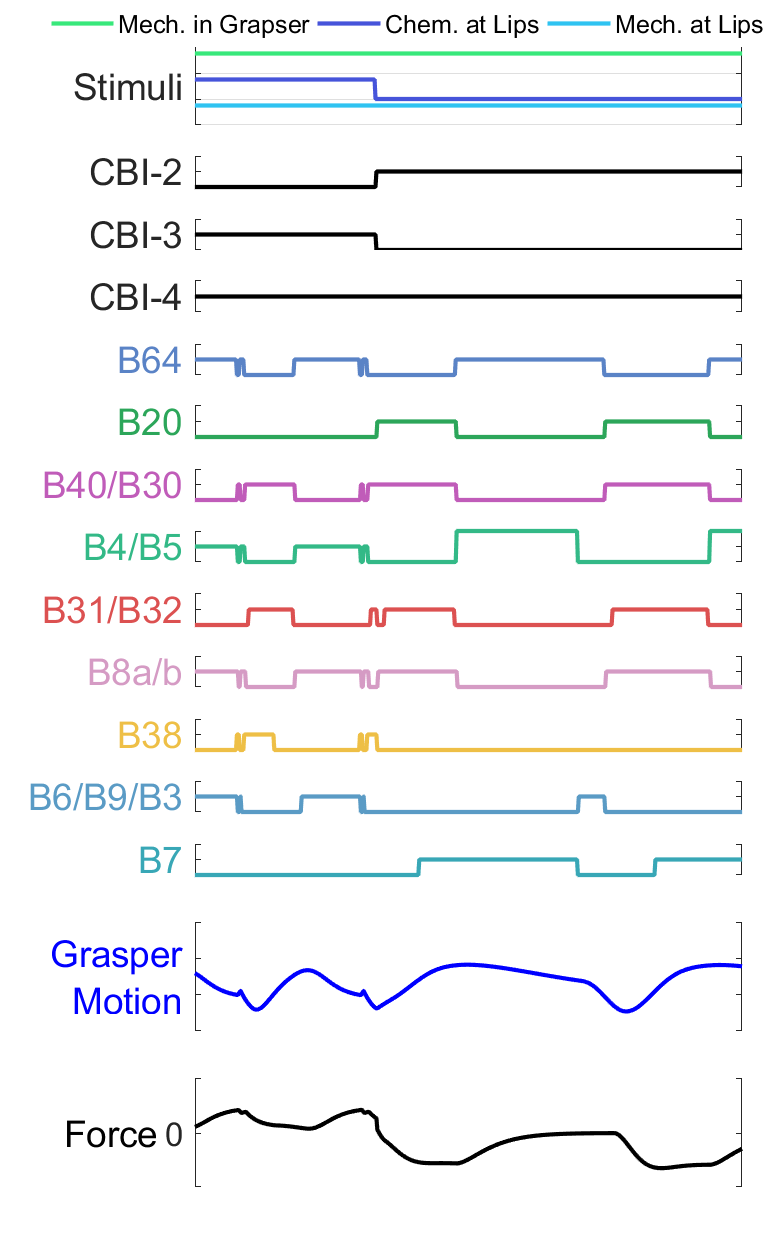 Mech. in Grapser Chem. at Lips Mech. at Lips
Stimuli
CBI-2
CBI-3
CBI-4
B64
B20
B40/B30
B4/B5
B31/B32
B8a/b
B38
B6/B9/B3
B7
Grasper
Motion
Force 0